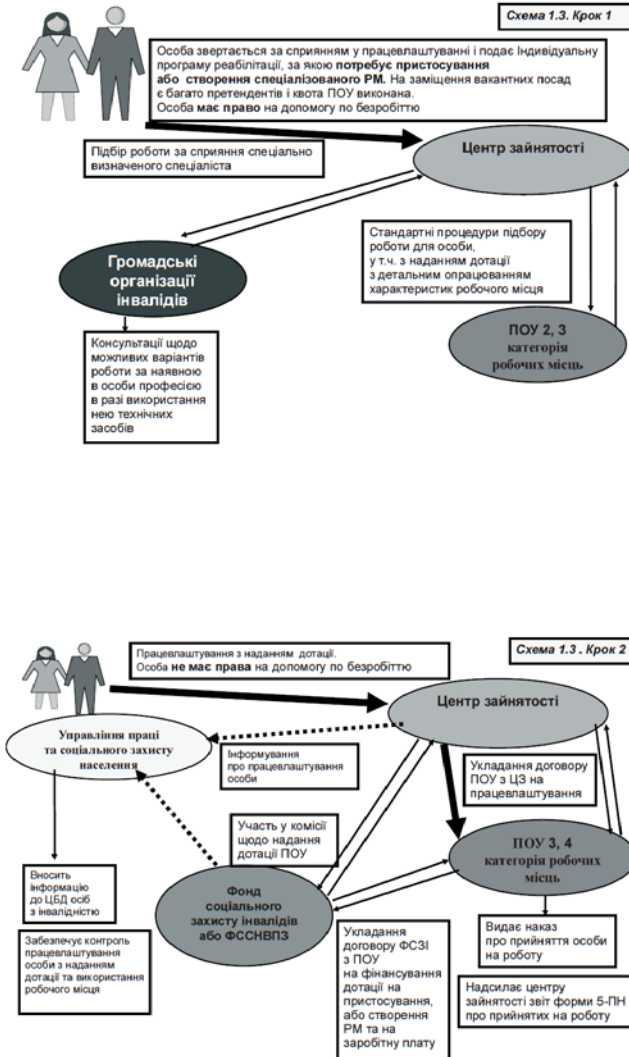 Схема 1.3. Крок 1
Особа звертається за сприянням у працевлаштуванні і подає Індивідуальну
програму реабілітації, за якою потребує пристосування
або створення спеціалізованого РМ. На заміщення вакантних посад
є багато претендентів і квота ПОУ виконана.
Особа має право на допомогу по безробіттю
Підбір роботи за сприяння спеціально
визначеного спеціаліста
Центр зайнятості
Громадські
організації
інвалідів
Стандартні процедури підбору
роботи для особи,
у т.ч. з наданням дотації
з детальним опрацюванням
характеристик робочого місця
Консультації щодо
можливих варіантів
роботи за наявною
в особи професією
в разі використання
нею технічних
засобів
ПОУ 2, 3
категорія
робочих місць
Схема 1.3 . Крок 2
Працевлаштування з наданням дотації.
Особа не має права на допомогу по безробіттю
Центр зайнятості
Управління праці
та соціального захисту
населення
Інформування
про працевлаштування
особи
Укладання договору
ПОУ з ЦЗ на
працевлаштування
Участь у комісії
щодо надання
дотації ПОУ
ПОУ 3, 4
категорія робочих
місць
Вносить
інформацію
до ЦБД осіб
з інвалідністю
Фонд
соціального
захисту інвалідів
або ФССНВПЗ
Забезпечує контроль
працевлаштування
особи з наданням
дотації та використання
робочого місця
Укладання
договору ФСЗІ
з ПОУ
на фінансування
дотації на
пристосування,
або створення
РМ та на
заробітну плату
Видає наказ
про прийняття особи
на роботу
Надсилає центру
зайнятості звіт форми 5-ПН
про прийнятих на роботу